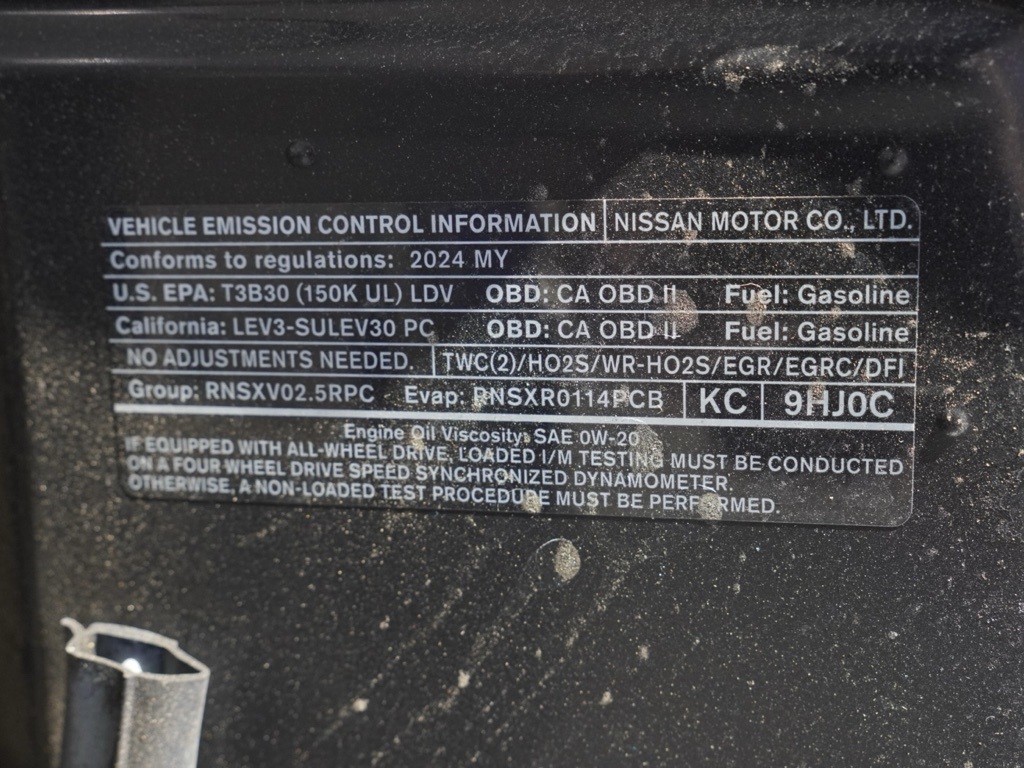 VEHICLE EMISSION CONTROL INFORMATION NISSAN MOTOR CO., LTD.
Conforms to regulations: 2024 MY
U.S. EPA: T3B30 (150K UL) LDV OBD: CA OBD II Fuel: Gasoline
California: LEV3-SULEV30 PC OBD: CA OBD II Fuel: Gasoline
NO ADJUSTMENTS NEEDED. TWC(2)/HO2S/WR-HO2S/EGR/EGRC/DFI
Group: RNSXV02.5RPC Evap: RNSXR0114PCB KC 9HJ0C
Engine Oil Viscosity: SAE 0W-20
IF EQUIPPED WITH ALL-WHEEL DRIVE, LOADED I/M TESTING MUST BE CONDUCTED
ON A FOUR WHEEL DRIVE SPEED SYNCHRONIZED DYNAMOMETER.
OTHERWISE, A NON-LOADED TEST PROCEDURE MUST BE PERFORMED.